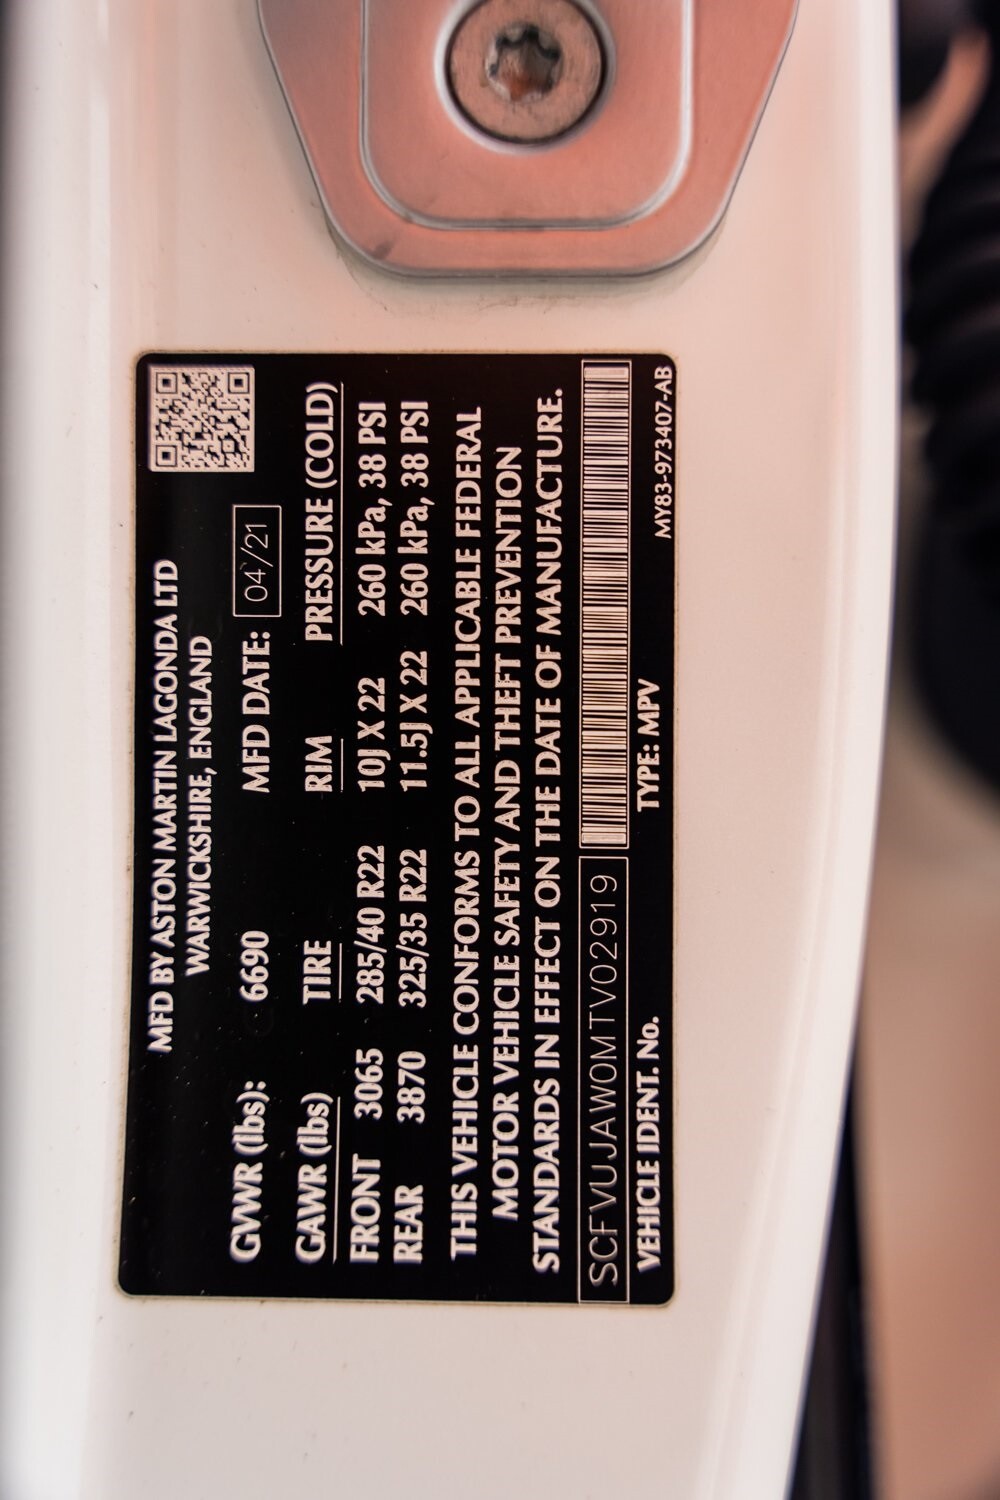 MFD BY ASTON MARTIN LAGONDA LTD
WARWICKSHIRE, ENGLAND
GVWR (lbs): 6690 MFD DATE: 04/21
GAWR (lbs) TIRE RIM PRESSURE (COLD)
FRONT 3065 285/40 R22 10J X 22 260 kPa, 38 PSI
REAR 3870 325/35 R22 11.5J X 22 260 kPa, 38 PSI
THIS VEHICLE CONFORMS TO ALL APPLICABLE FEDERAL
MOTOR VEHICLE SAFETY AND THEFT PREVENTION
STANDARDS IN EFFECT ON THE DATE OF MANUFACTURE.
SCFVUJAW0MTV02919
VEHICLE IDENT. No. TYPE: MPV MY83-973407-AB